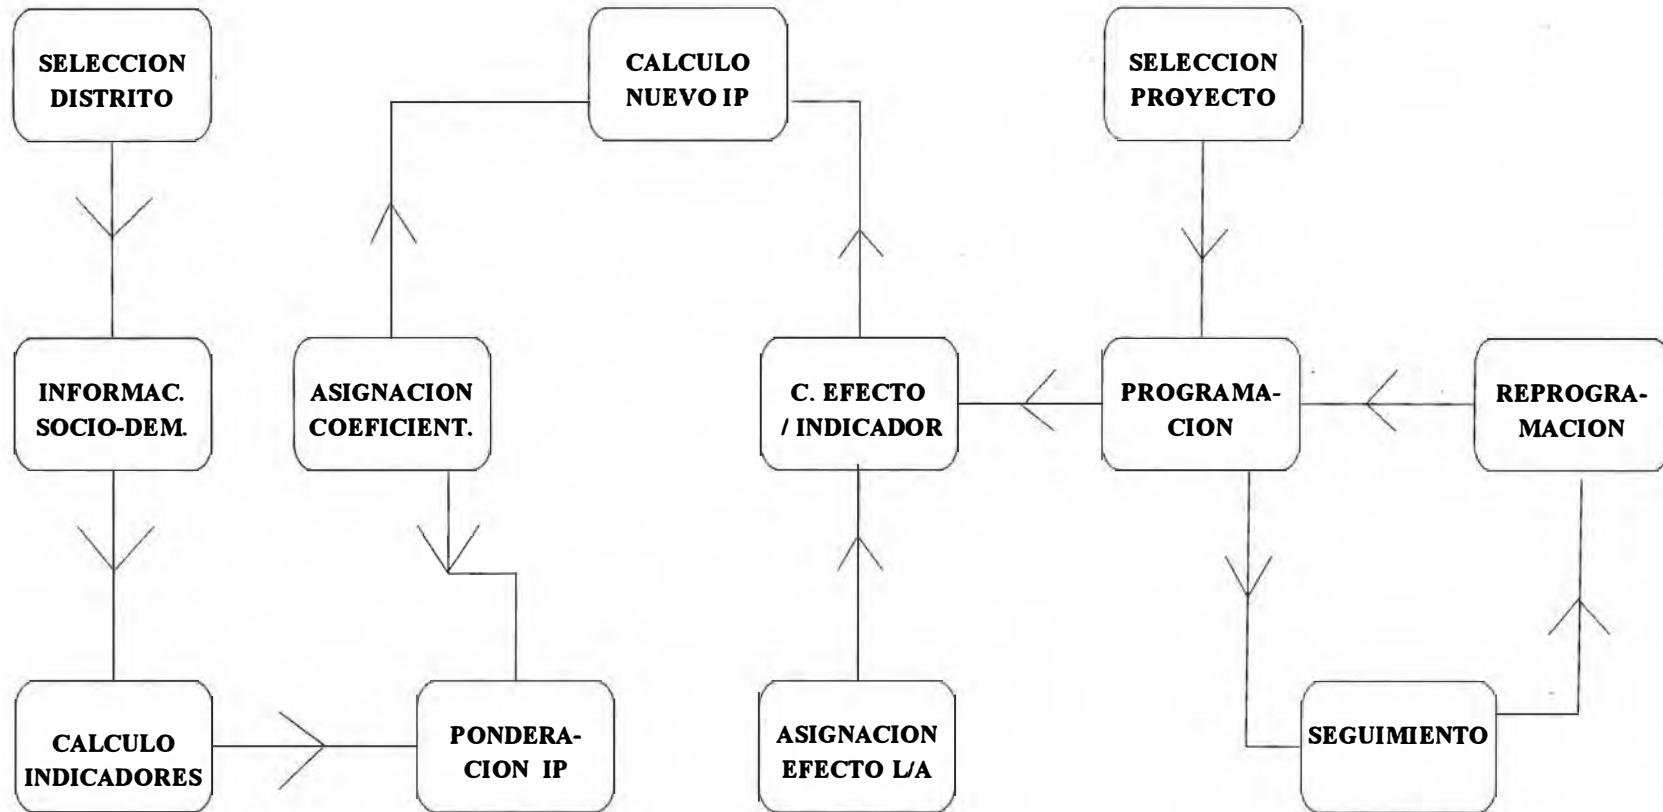 SELECCION
DISTRITO
CALCULO
NUEVO IP
SELECCION
PROYECTO
INFORMAC.
SOCIO-DEM.
ASIGNACION
COEFICIENT.
C. EFECTO
/ INDICADOR
PROGRAMA-
CION
REPROGRA-
MACION
CALCULO
INDICADORES
PONDERA-
CION IP
ASIGNACION
EFECTO L/A
SEGUIMIENTO